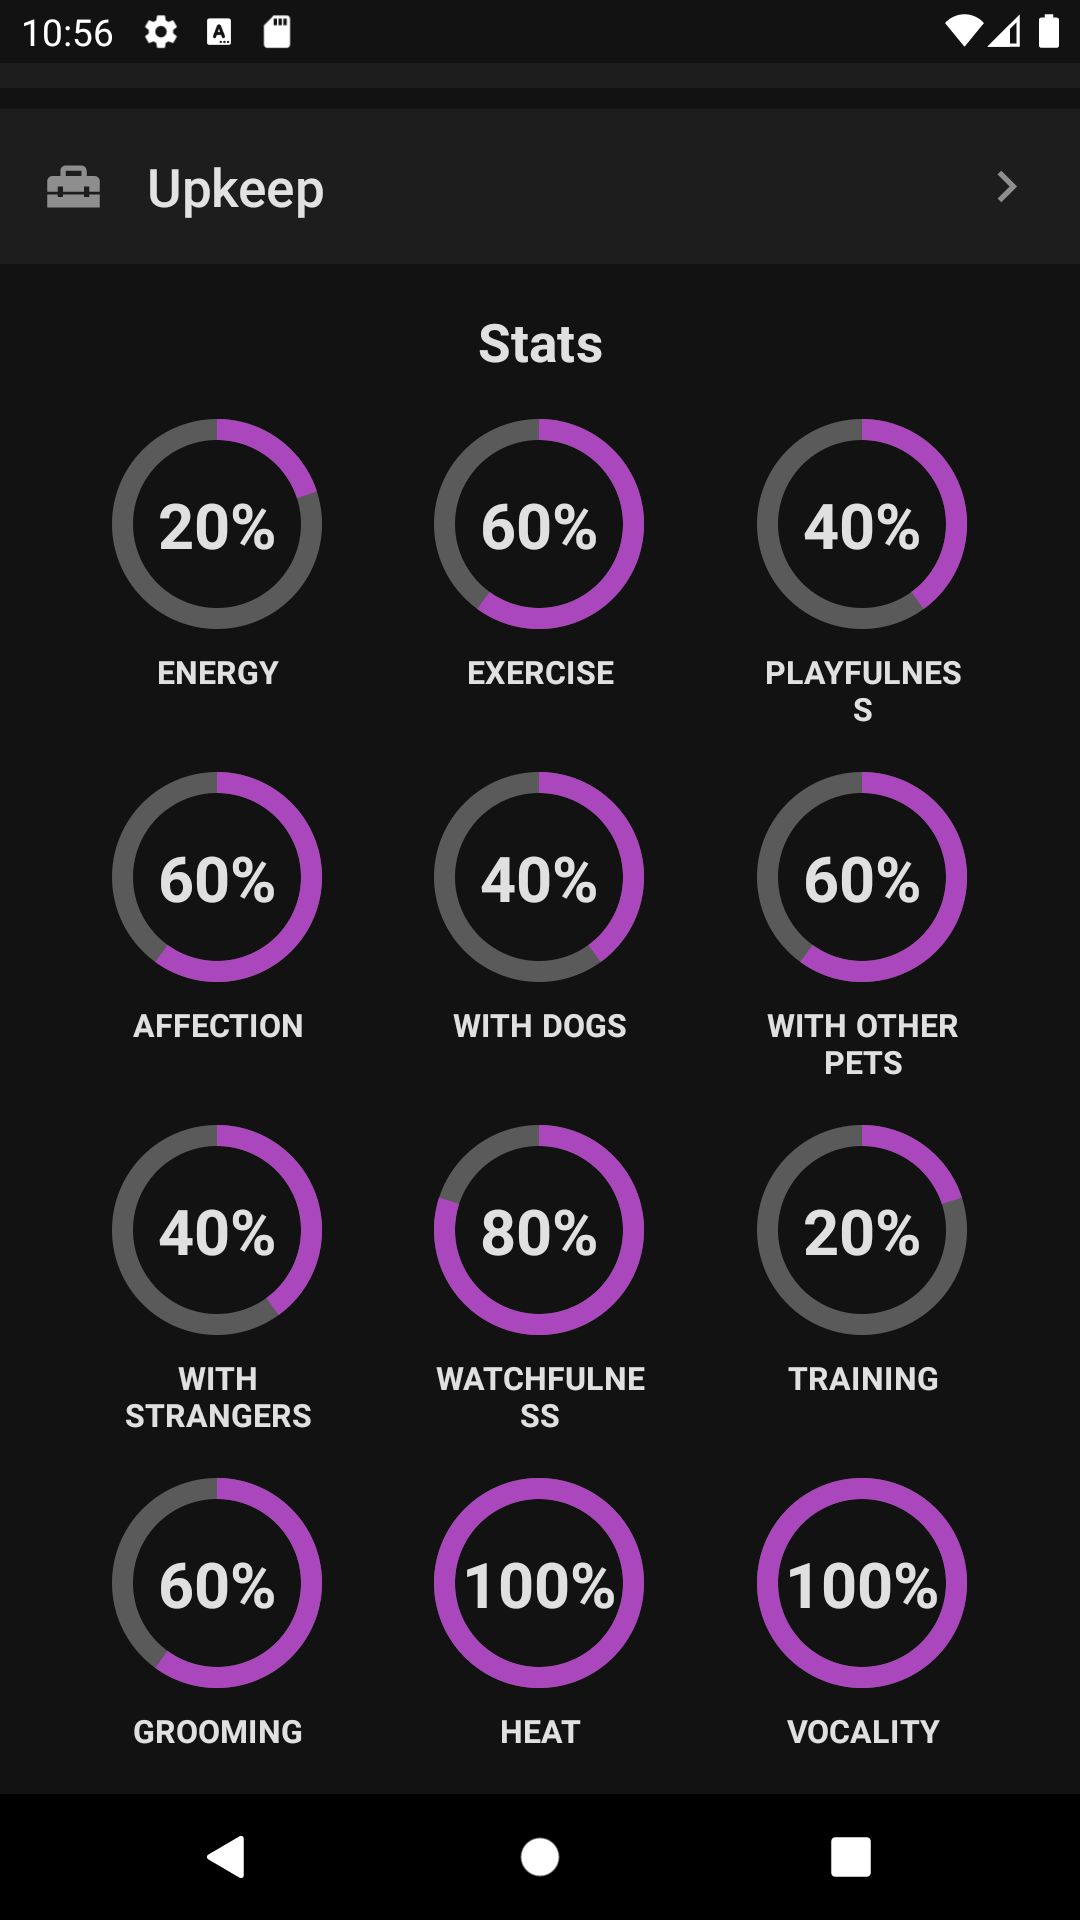 10:56
Upkeep
Stats
20% 60% 40%
ENERGY EXERCISE PLAYFULNES
S
60% 40% 60%
AFFECTION WITH DOGS WITH OTHER
PETS
40% 80% 20%
WITH WATCHFULNE TRAINING
STRANGERS SS
60% 100% 100%
GROOMING HEAT VOCALITY